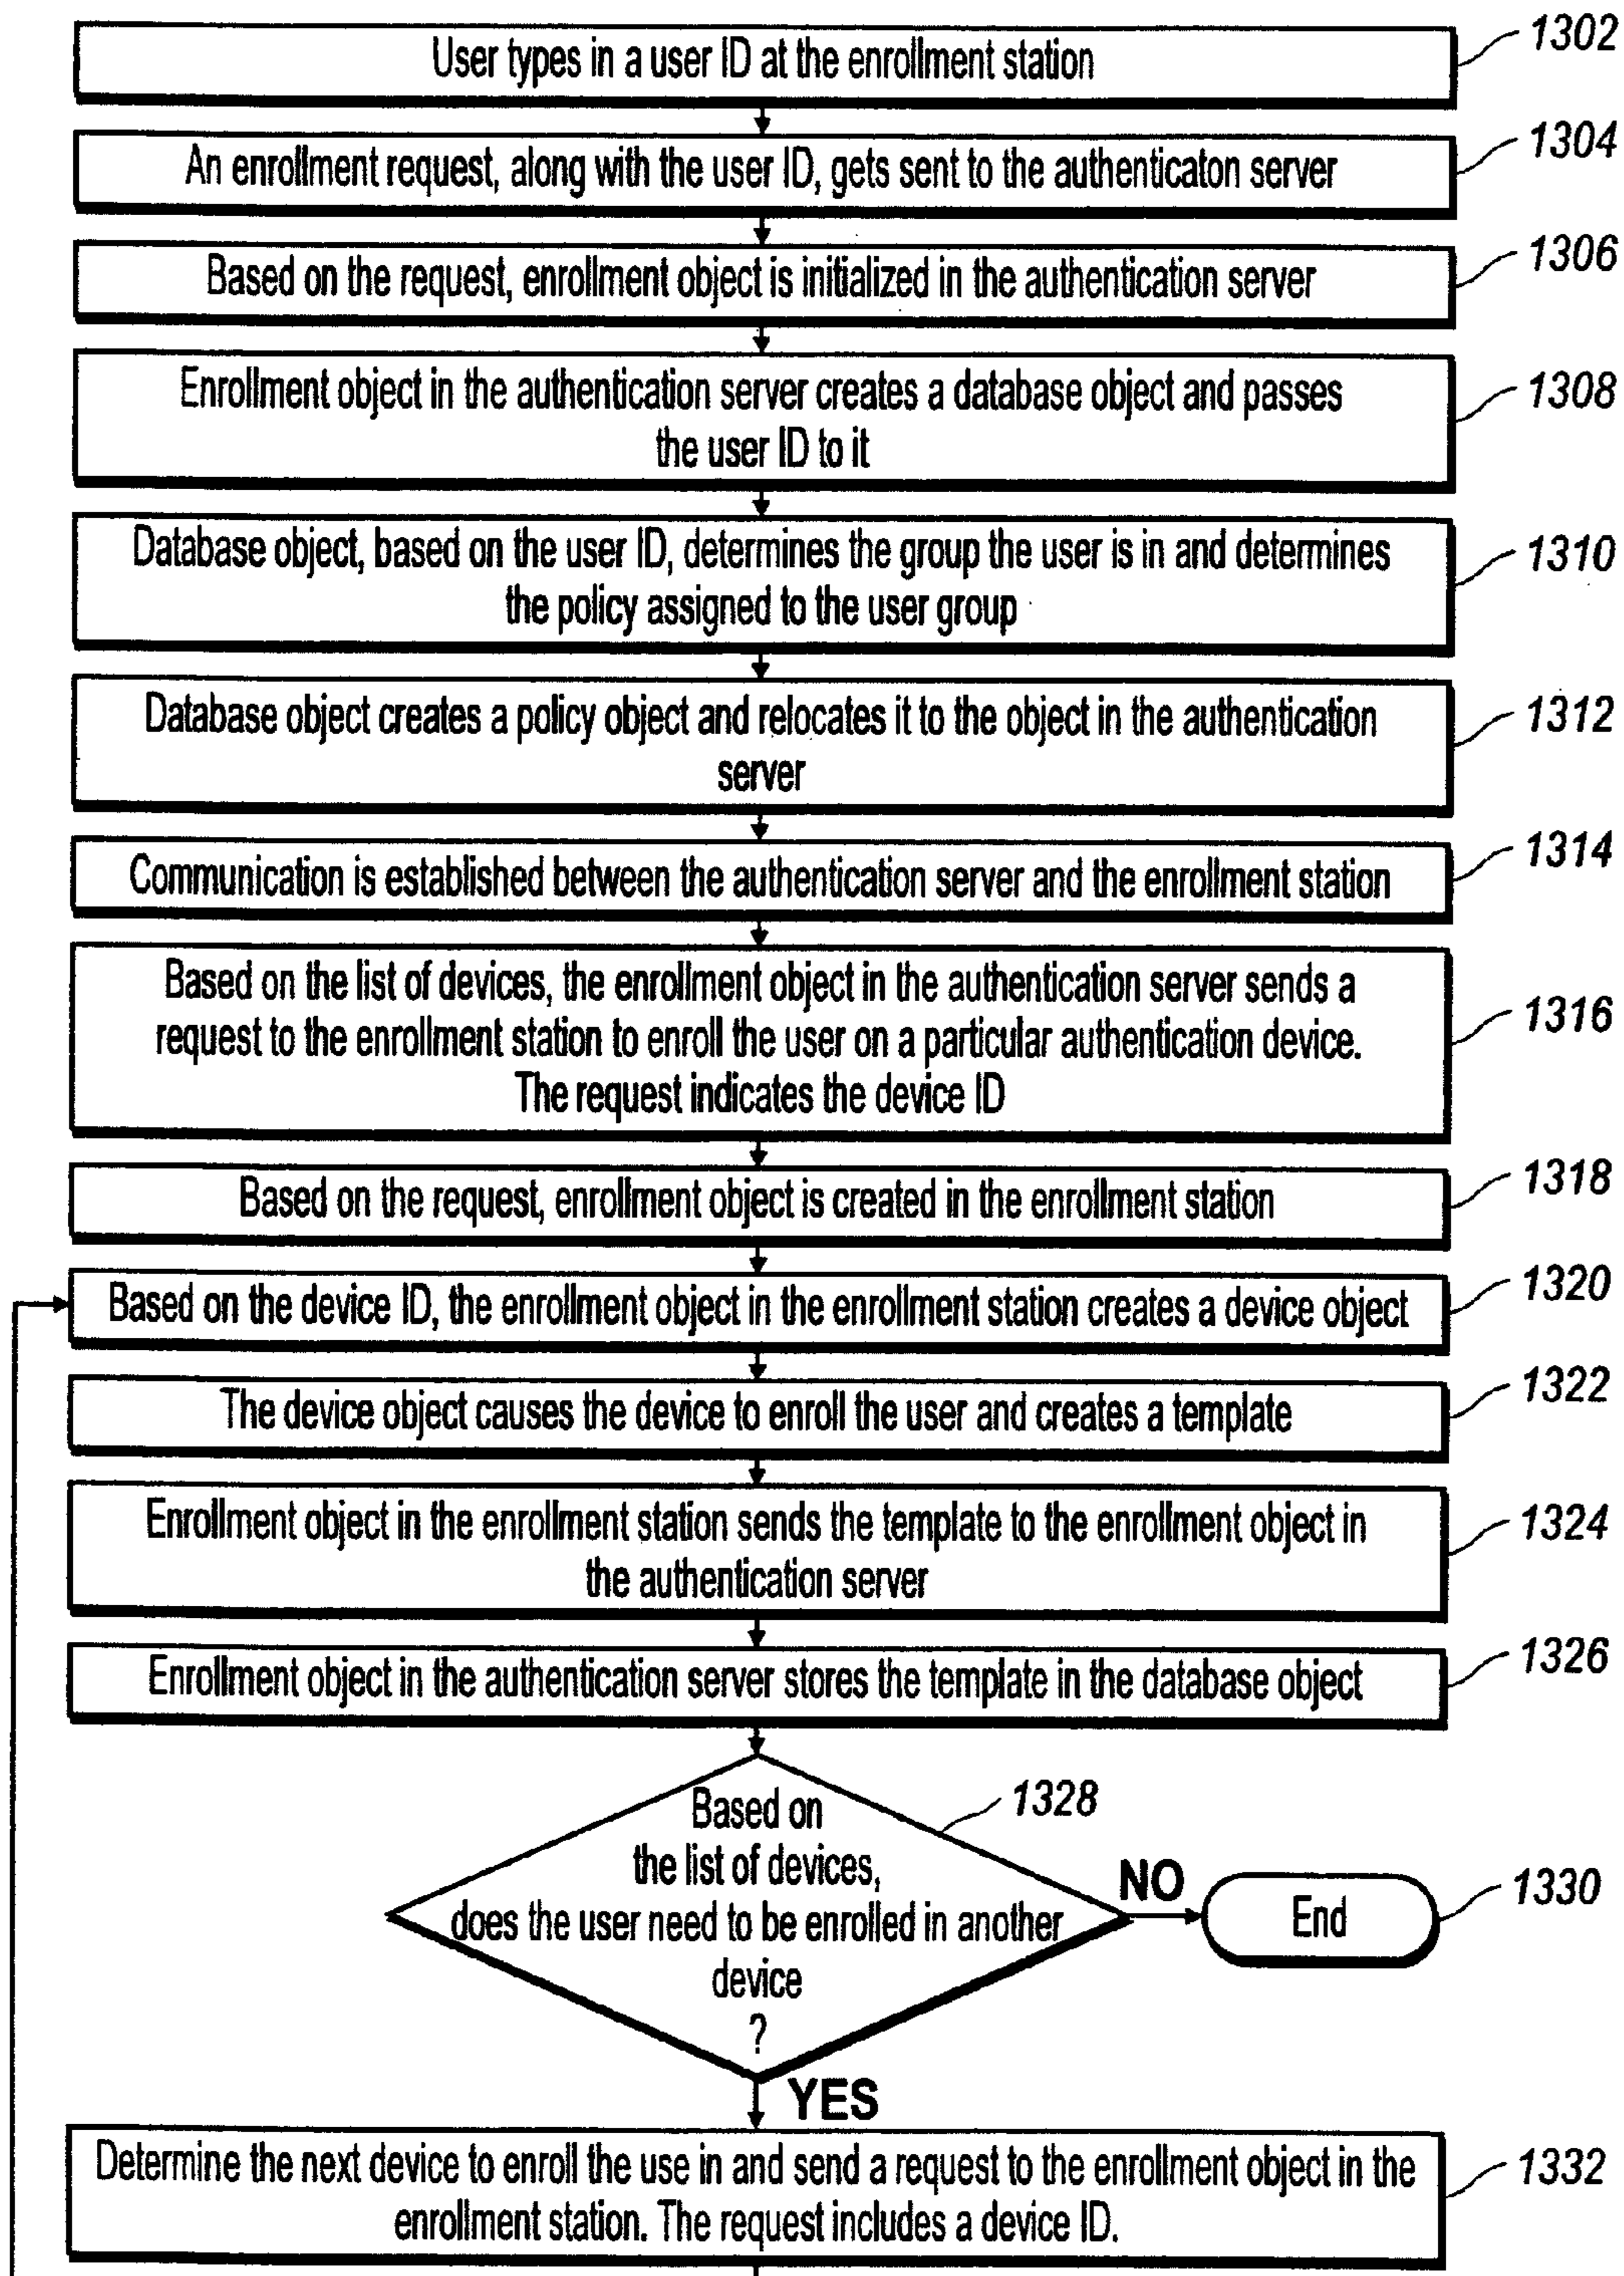 User types in a user ID at the enrollment station
1302
An enrollment request, along with the user ID, gets sent to the authenticaton server
1304
Based on the request, enrollment object is initialized in the authentication server
1306
Enrollment object in the authentication server creates a database object and passes
the user ID to it
1308
Database object, based on the user ID, determines the group the user is in and determines
the policy assigned to the user group
1310
Database object creates a policy object and relocates it to the object in the authentication
server
1312
Communication is established between the authentication server and the enrollment station
1314
Based on the list of devices, the enrollment object in the authentication server sends a
request to the enrollment station to enroll the user on a particular authentication device.
The request indicates the device ID
1316
Based on the request, enrollment object is created in the enrollment station
1318
Based on the device ID, the enrollment object in the enrollment station creates a device object
1320
The device object causes the device to enroll the user and creates a template
1322
Enrollment object in the enrollment station sends the template to the enrollment object in
the authentication server
1324
Enrollment object in the authentication server stores the template in the database object
1326
Based on
the list of devices,
does the user need to be enrolled in another
device
?
1328
NO
End
1330
YES
Determine the next device to enroll the use in and send a request to the enrollment object in the
enrollment station. The request includes a device ID.
1332